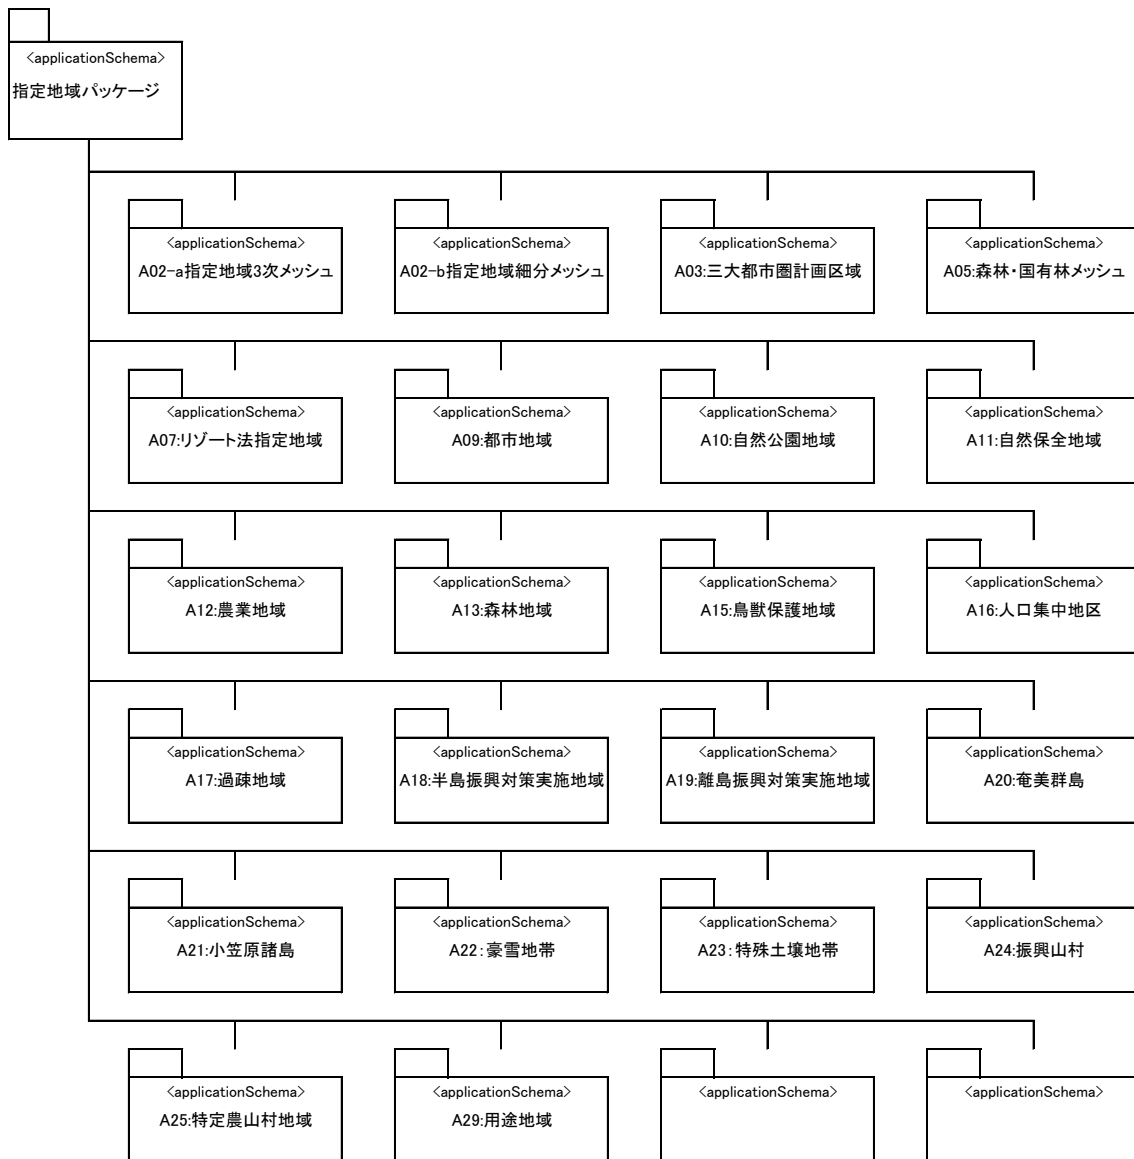 <applicationSchema>
指定地域パッケージ
<applicationSchema>
A02-a指定地域3次メッシュ
<applicationSchema>
A02-b指定地域細分メッシュ
<applicationSchema>
A03:三大都市圏計画区域
<applicationSchema>
A05:森林・国有林メッシュ
<applicationSchema>
A07:リゾート法指定地域
<applicationSchema>
A09:都市地域
<applicationSchema>
A10:自然公園地域
<applicationSchema>
A11:自然保全地域
<applicationSchema>
A12:農業地域
<applicationSchema>
A13:森林地域
<applicationSchema>
A15:鳥獣保護地域
<applicationSchema>
A16:人口集中地区
<applicationSchema>
A17:過疎地域
<applicationSchema>
A18:半島振興対策実施地域
<applicationSchema>
A19:離島振興対策実施地域
<applicationSchema>
A20:奄美群島
<applicationSchema>
A21:小笠原諸島
<applicationSchema>
A22:豪雪地帯
<applicationSchema>
A23:特殊土壌地帯
<applicationSchema>
A24:振興山村
<applicationSchema>
A25:特定農山村地域
<applicationSchema>
A29:用途地域
<applicationSchema>
<applicationSchema>